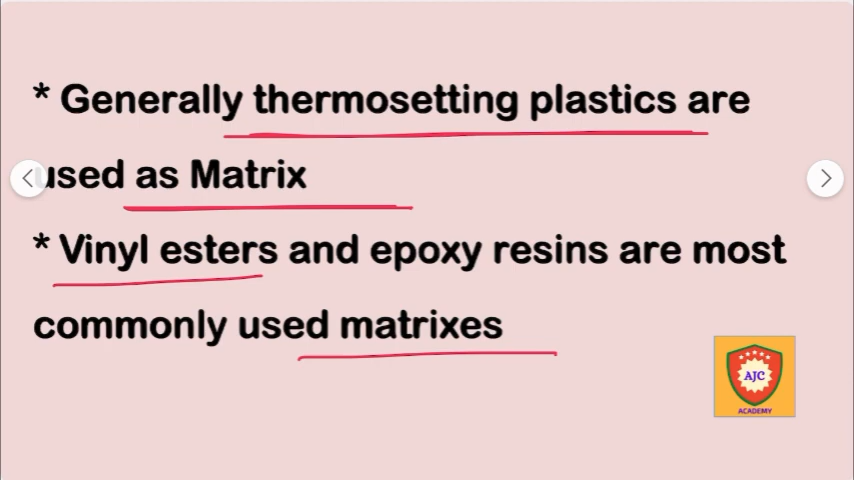 * Generally thermosetting plastics are
used as Matrix
* Vinyl esters and epoxy resins are most
commonly used matrixes
AJC
ACADEMY